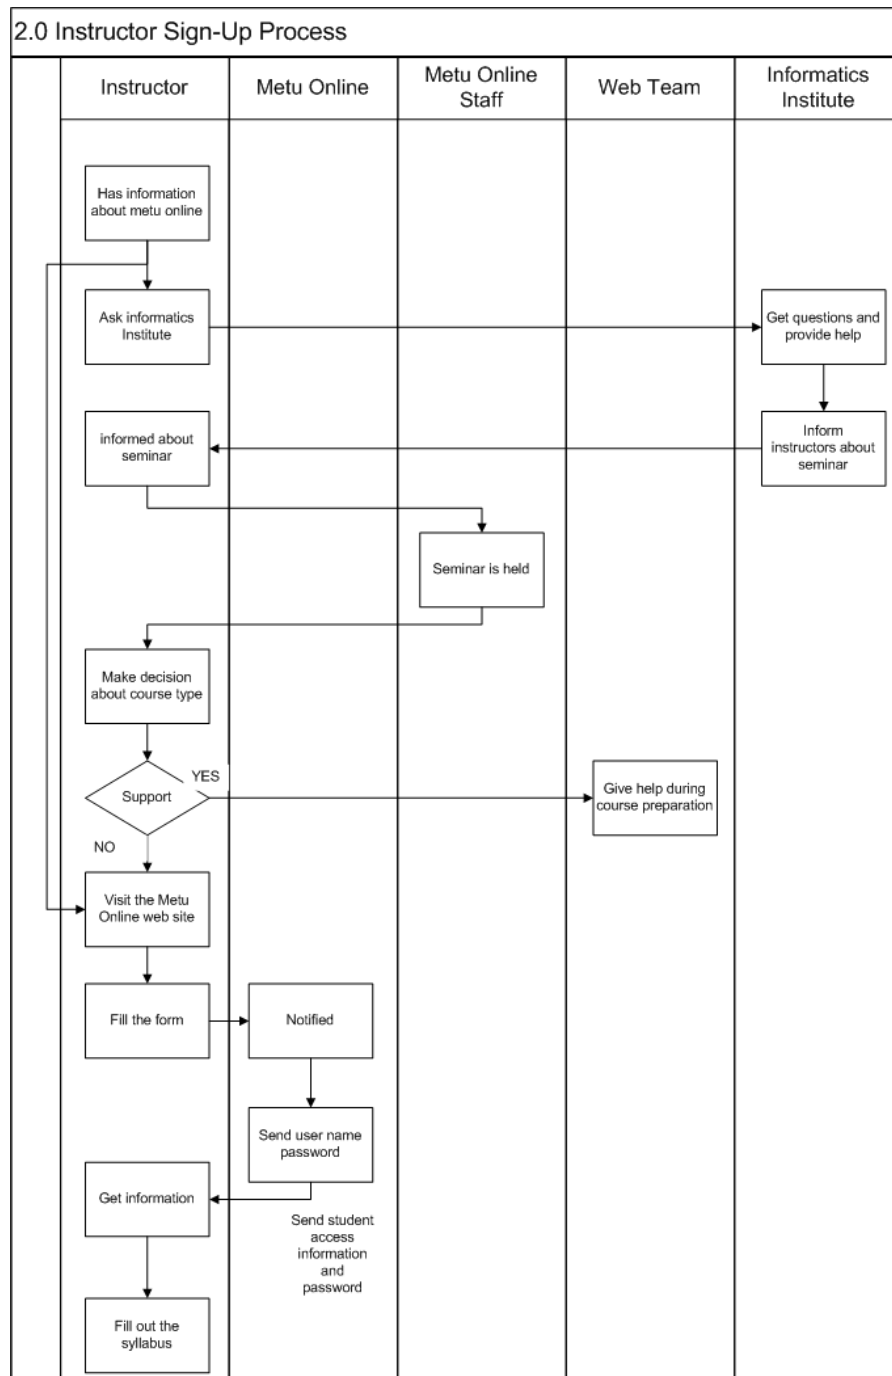 2.0 Instructor Sign-Up Process
Instructor
Metu Online
Metu Online
Staff
Web Team
Informatics
Institute
Has information
about metu online
Ask informatics
Institute
Get questions and
provide help
informed about
seminar
Inform
instructors about
seminar
Seminar is held
Make decision
about course type
YES
Support
Give help during
course preparation
NO
Visit the Metu
Online web site
Fill the form
Notified
Send user name
password
Get information
Send student
access
information
and
password
Fill out the
syllabus